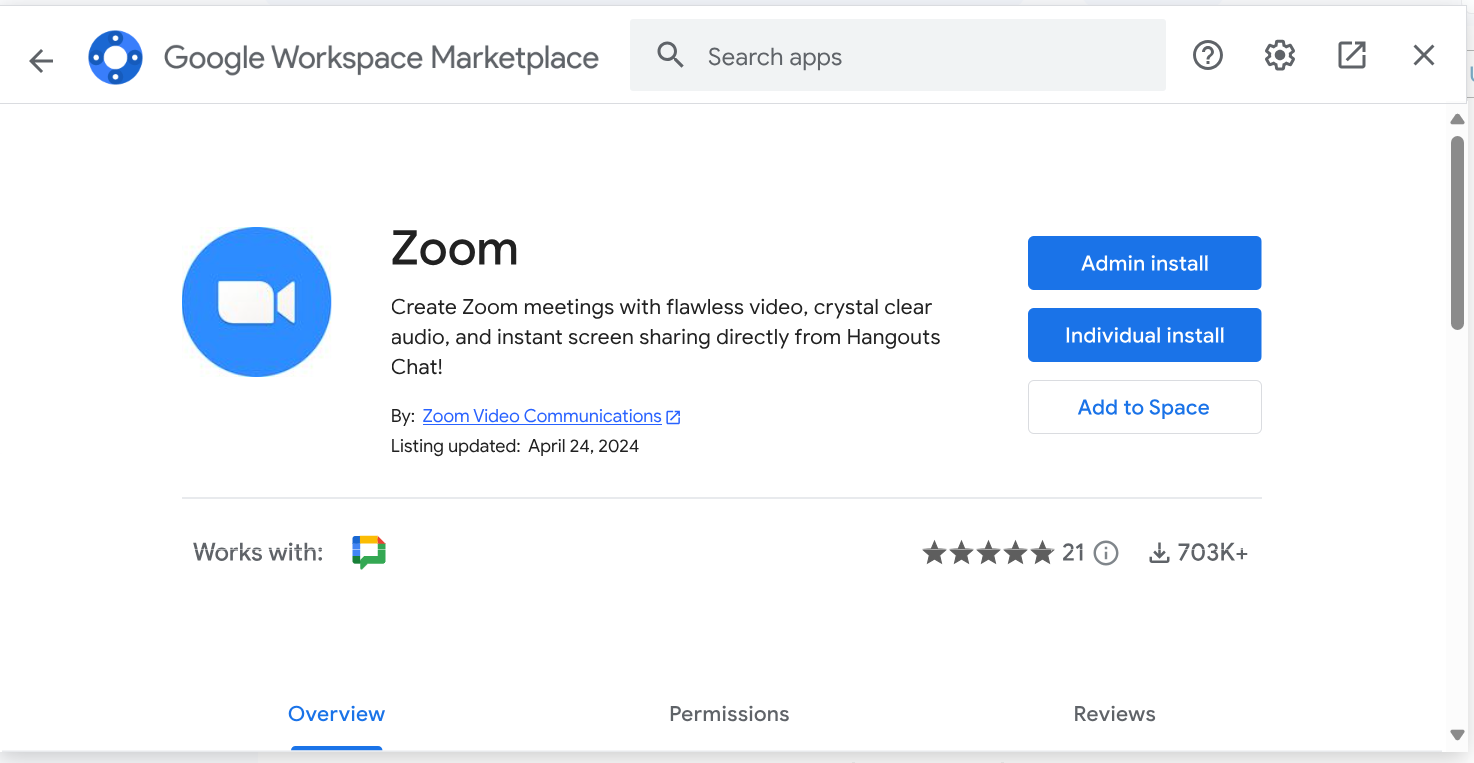 Google Workspace Marketplace
Search apps
Zoom
Create Zoom meetings with flawless video, crystal clear
audio, and instant screen sharing directly from Hangouts
Chat!
By: Zoom Video Communications
Listing updated: April 24, 2024
Admin install
Individual install
Add to Space
Works with:
21
703K+
Overview
Permissions
Reviews